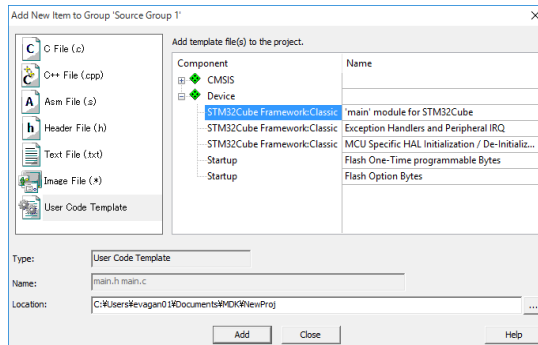 Add New Item to Group 'Source Group 1'
C File (.c)
C++ File (.cpp)
Asm File (.s)
Header File (.h)
Text File (.txt)
Image File (*)
User Code Template
Add template file(s) to the project.
Component Name
CMSIS
Device
STM32Cube Framework:Classic 'main' module for STM32Cube
STM32Cube Framework:Classic Exception Handlers and Peripheral IRQ
STM32Cube Framework:Classic MCU Specific HAL Initialization / De-Initializ...
Startup Flash One-Time programmable Bytes
Startup Flash Option Bytes
Type: User Code Template
Name: main.h main.c
Location: C:¥Users¥evagan01¥Documents¥MDK¥NewProj ...
Add Close Help